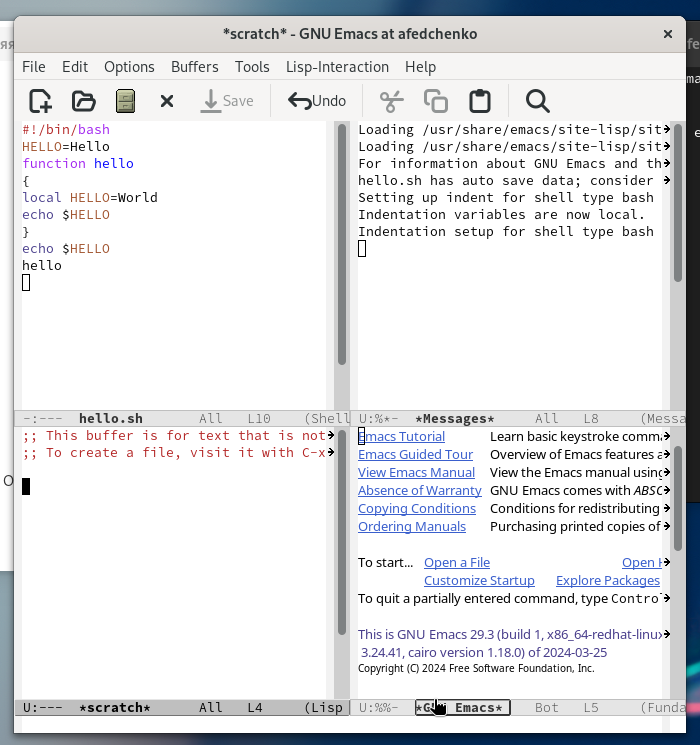 *scratch* - GNU Emacs at afedchenko
File Edit Options Buffers Tools Lisp-Interaction Help
Save Undo
#!/bin/bash
HELLO=Hello
function hello
{
local HELLO=World
echo $HELLO
}
echo $HELLO
hello
-:--- hello.sh All L10 (Shell
Loading /usr/share/emacs/site-lisp/sit
Loading /usr/share/emacs/site-lisp/sit
For information about GNU Emacs and th
hello.sh has auto save data; consider
Setting up indent for shell type bash
Indentation variables are now local.
Indentation setup for shell type bash
U:%*- *Messages* All L8 (Messa
;; This buffer is for text that is not
;; To create a file, visit it with C-x
U:--- *scratch* All L4 (Lisp
Emacs Tutorial Learn basic keystroke comma
Emacs Guided Tour Overview of Emacs features a
View Emacs Manual View the Emacs manual using
Absence of Warranty GNU Emacs comes with ABSO
Copying Conditions Conditions for redistributing
Ordering Manuals Purchasing printed copies of
To start... Open a File Open
Customize Startup Explore Packages
To quit a partially entered command, type Contro
This is GNU Emacs 29.3 (build 1, x86_64-redhat-linux
3.24.41, cairo version 1.18.0) of 2024-03-25
Copyright (C) 2024 Free Software Foundation, Inc.
U:%%- *GNU Emacs* Bot L5 (Funda